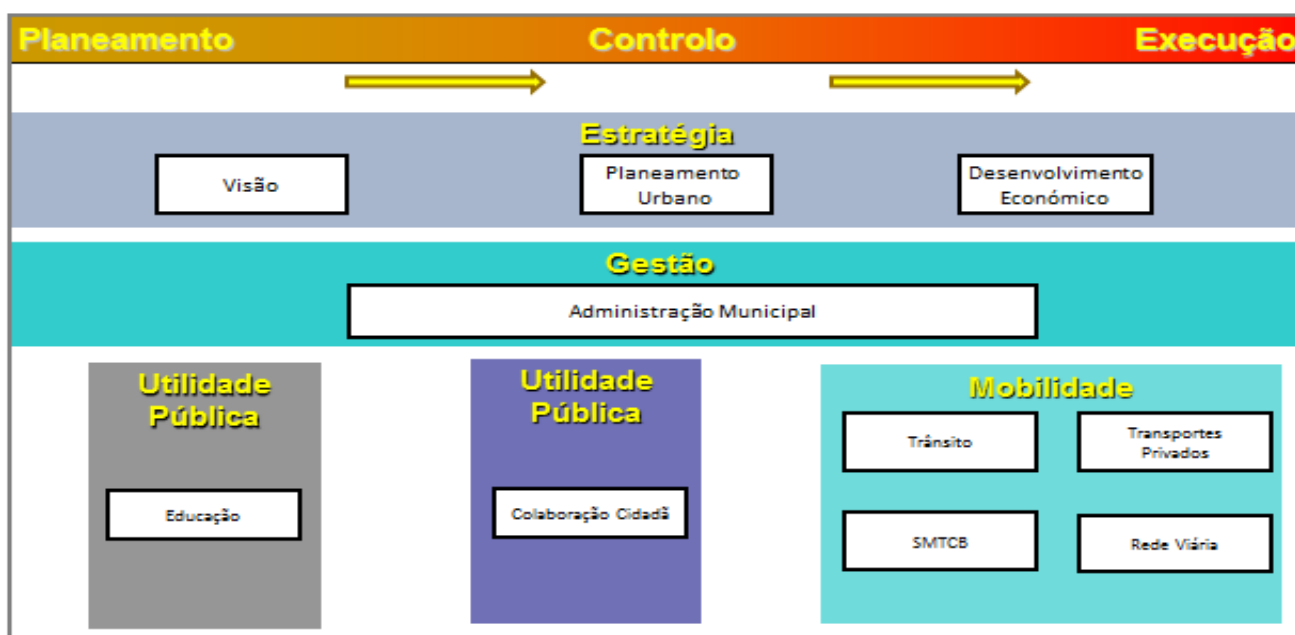 Planeamento Controlo Execução
Estratégia
Visão
Planeamento
Urbano
Desenvolvimento
Económico
Gestão
Administração Municipal
Utilidade
Pública
Educação
Utilidade
Pública
Colaboração Cidadã
Mobilidade
Trânsito
Transportes
Privados
SMTCB
Rede Viária